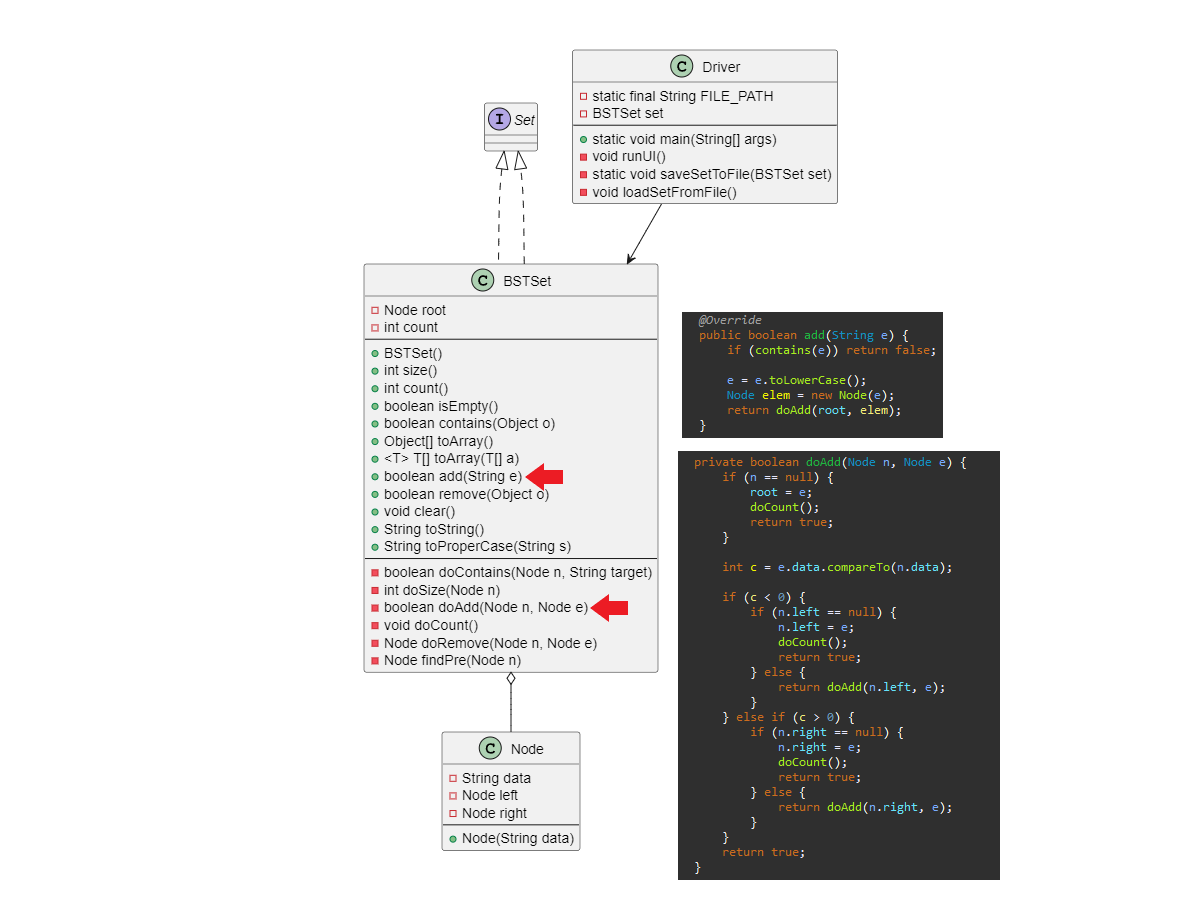 C Driver
static final String FILE_PATH
BSTSet set
static void main(String[] args)
void runUI()
static void saveSetToFile(BSTSet set)
void loadSetFromFile()
I Set
C BSTSet
Node root
int count
BSTSet()
int size()
int count()
boolean isEmpty()
boolean contains(Object o)
Object[] toArray()
<T> T[] toArray(T[] a)
boolean add(String e)
boolean remove(Object o)
void clear()
String toString()
String toProperCase(String s)
boolean doContains(Node n, String target)
int doSize(Node n)
boolean doAdd(Node n, Node e)
void doCount()
Node doRemove(Node n, Node e)
Node findPre(Node n)
C Node
String data
Node left
Node right
Node(String data)
@Override
public boolean add(String e) {
if (contains(e)) return false;
e = e.toLowerCase();
Node elem = new Node(e);
return doAdd(root, elem);
}
private boolean doAdd(Node n, Node e) {
if (n == null) {
root = e;
doCount();
return true;
}
int c = e.data.compareTo(n.data);
if (c < 0) {
if (n.left == null) {
n.left = e;
doCount();
return true;
} else {
return doAdd(n.left, e);
}
} else if (c > 0) {
if (n.right == null) {
n.right = e;
doCount();
return true;
} else {
return doAdd(n.right, e);
}
}
return true;
}